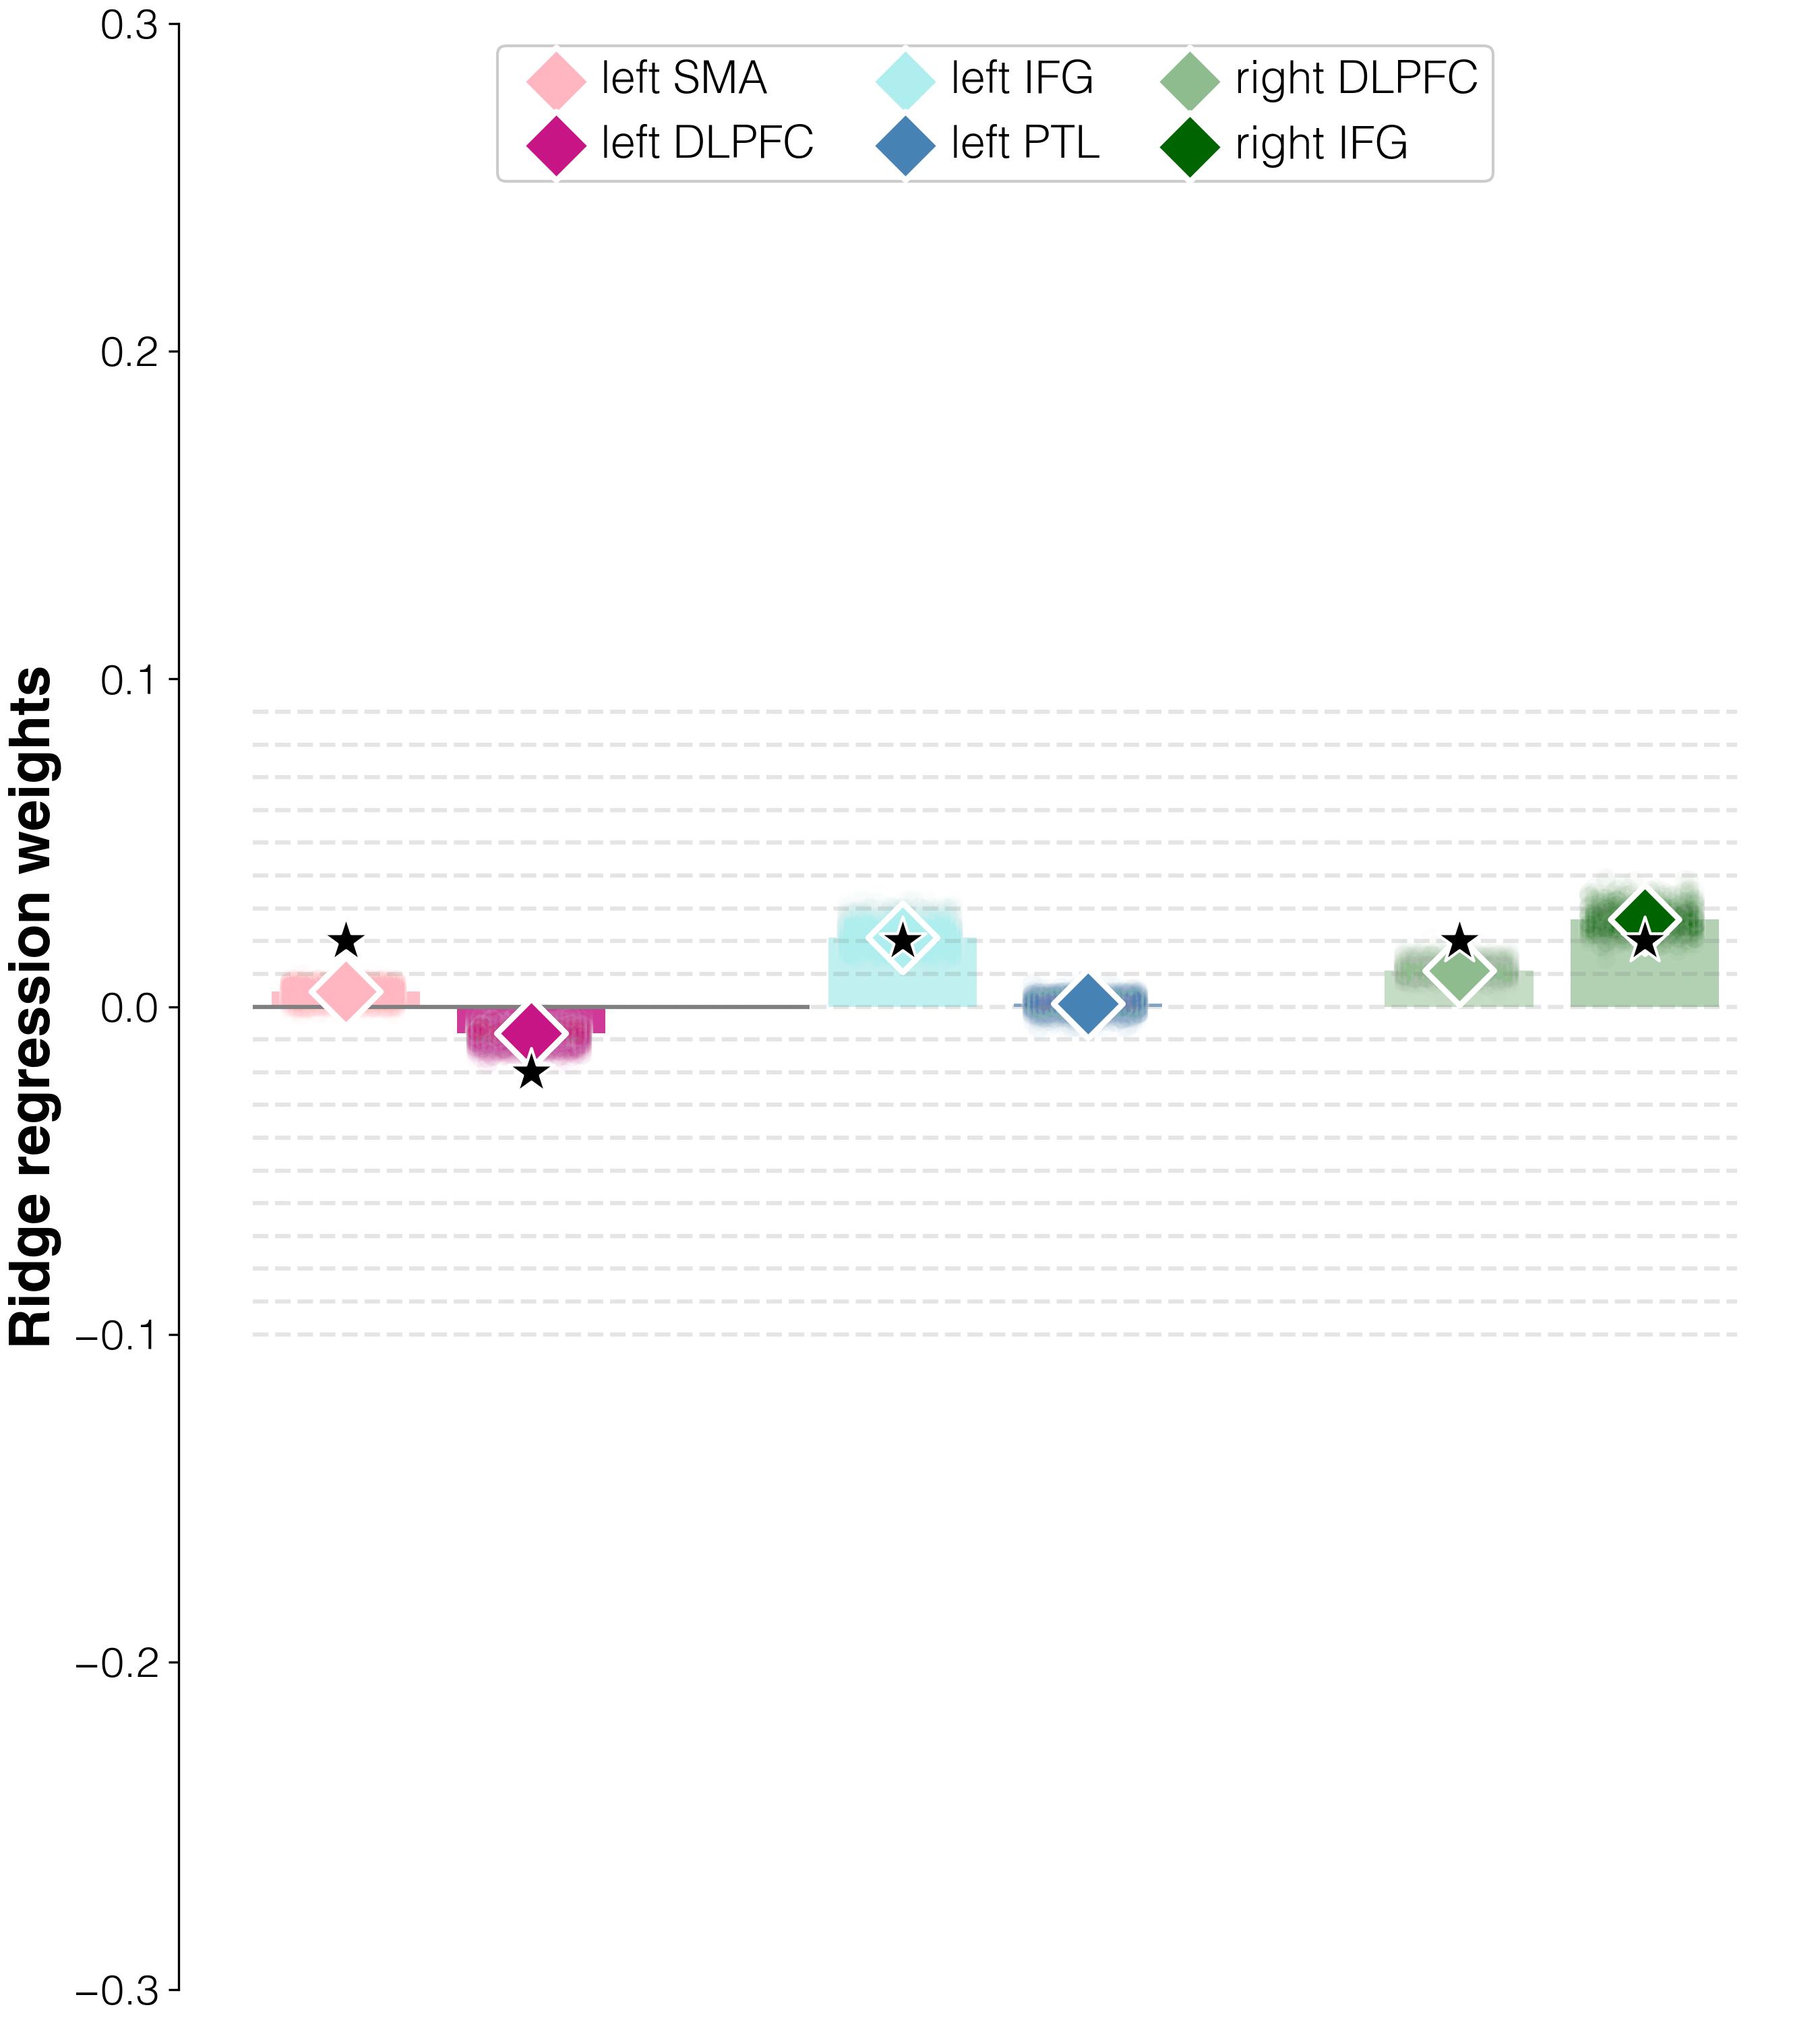 0.3
left SMA
left IFG
right DLPFC
left DLPFC
left PTL
right IFG
0.2
0.1
Ridge regression weights
0.0
−0.1
−0.2
−0.3